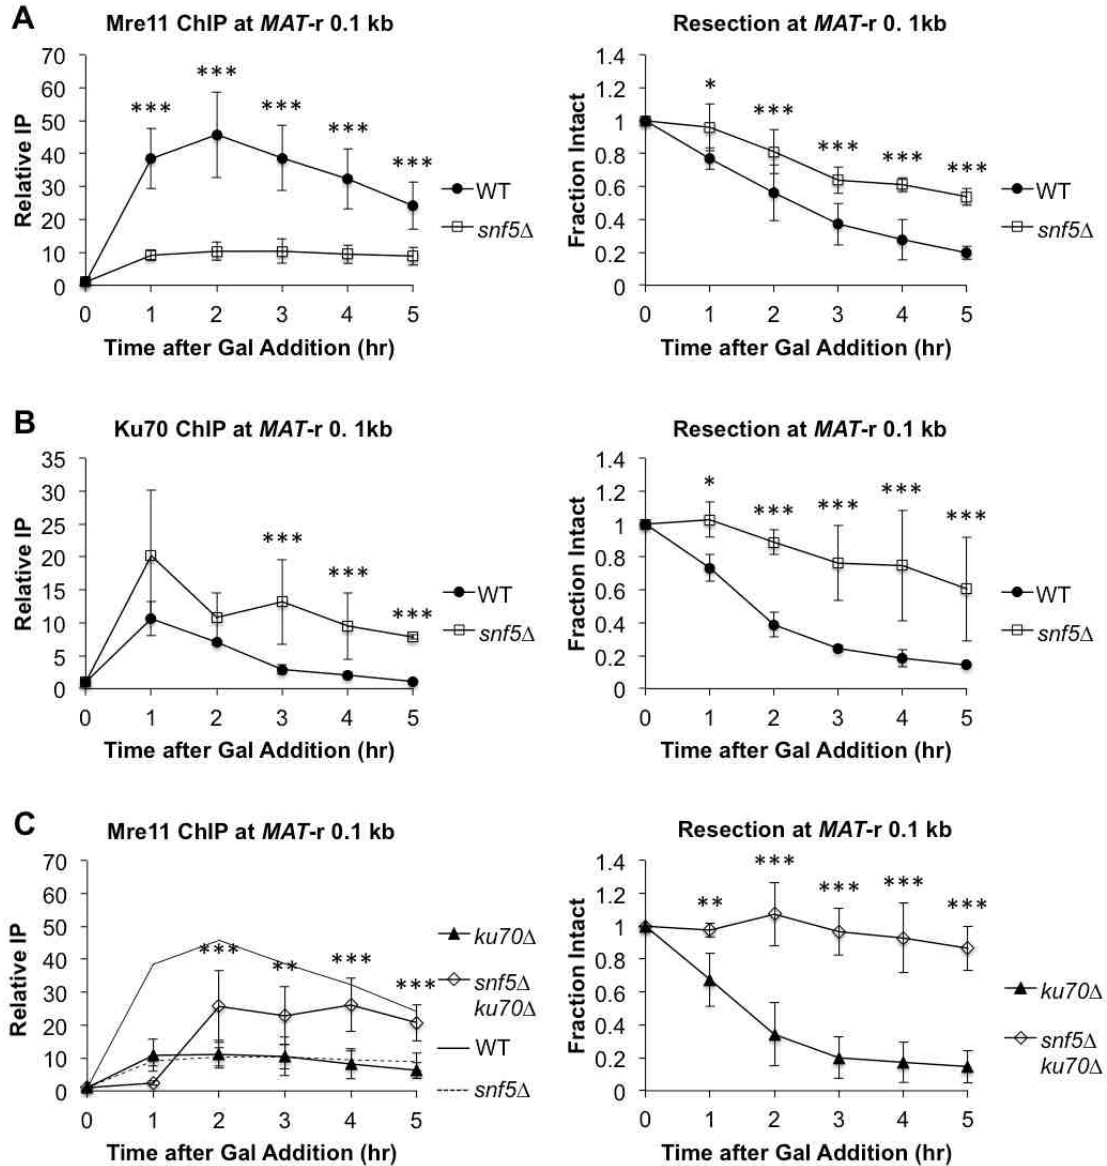 A
Mre11 ChIP at MAT-r 0.1 kb
Relative IP
70
60
50
40
30
20
10
0
*** *** *** *** ***
0 1 2 3 4 5
Time after Gal Addition (hr)
WT
snf5Δ
Resection at MAT-r 0. 1kb
Fraction Intact
1.4
1.2
1
0.8
0.6
0.4
0.2
0
* *** *** *** ***
0 1 2 3 4 5
Time after Gal Addition (hr)
WT
snf5Δ
B
Ku70 ChIP at MAT-r 0. 1kb
Relative IP
35
30
25
20
15
10
5
0
*** *** ***
0 1 2 3 4 5
Time after Gal Addition (hr)
WT
snf5Δ
Resection at MAT-r 0.1 kb
Fraction Intact
1.4
1.2
1
0.8
0.6
0.4
0.2
0
* *** *** *** ***
0 1 2 3 4 5
Time after Gal Addition (hr)
WT
snf5Δ
C
Mre11 ChIP at MAT-r 0.1 kb
Relative IP
70
60
50
40
30
20
10
0
*** ** *** ***
0 1 2 3 4 5
Time after Gal Addition (hr)
ku70Δ
snf5Δ
ku70Δ
WT
snf5Δ
Resection at MAT-r 0.1 kb
Fraction Intact
1.4
1.2
1
0.8
0.6
0.4
0.2
0
** *** *** *** ***
0 1 2 3 4 5
Time after Gal Addition (hr)
ku70Δ
snf5Δ
ku70Δ